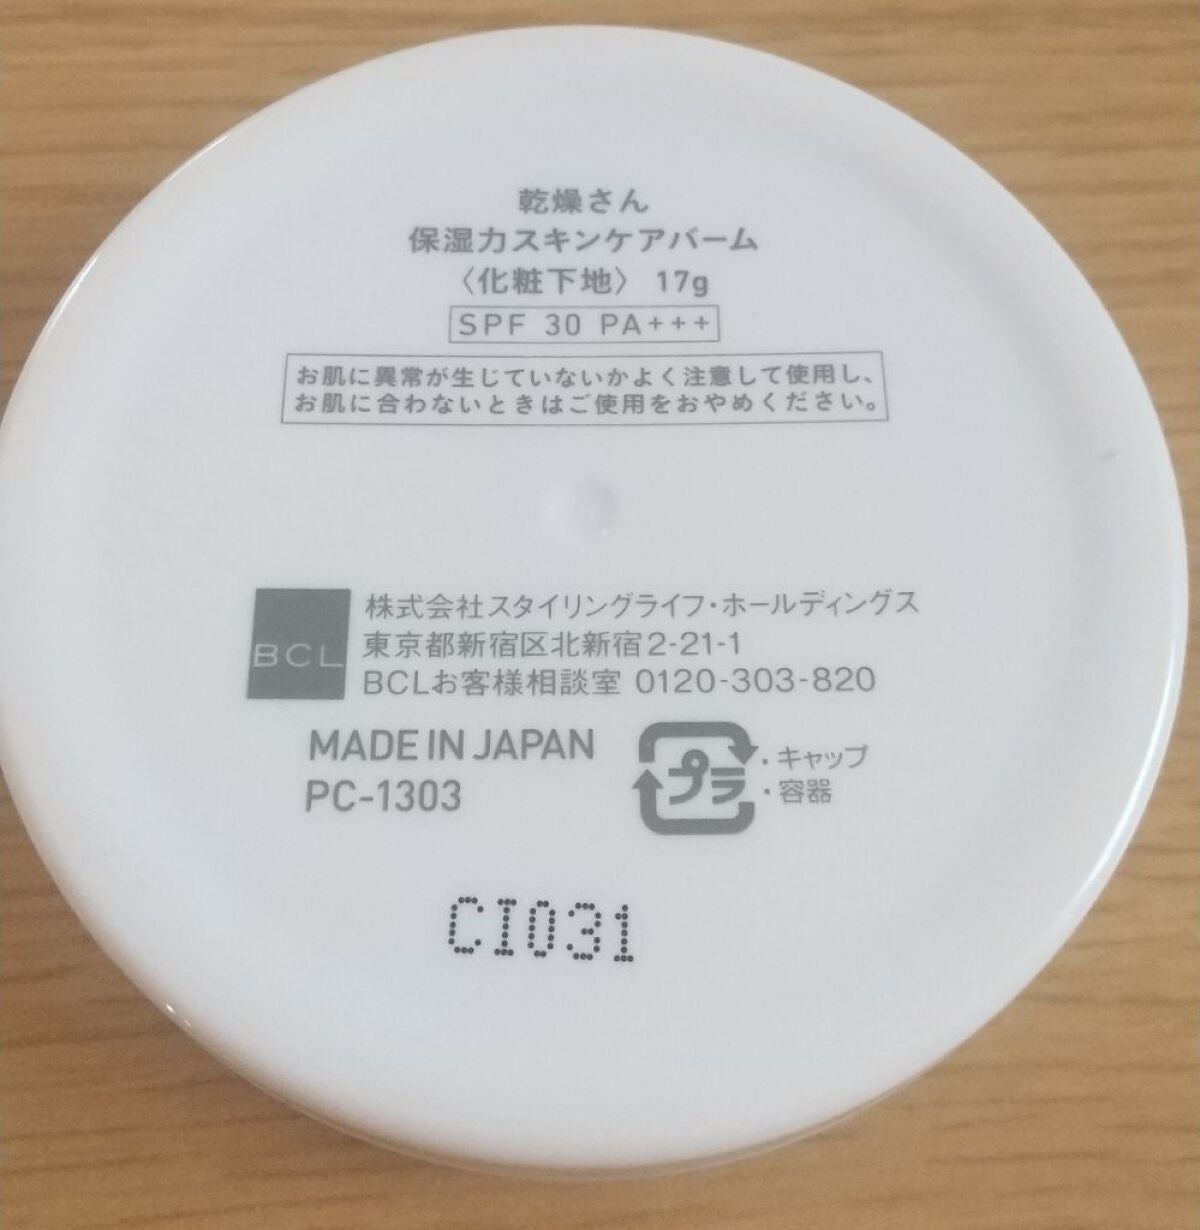 乾燥さん
保湿力スキンケアバーム
〈化粧下地〉 17g
SPF 30 PA+++
お肌に異常が生じていないかよく注意して使用し、
お肌に合わないときはご使用をおやめください。
BCL
株式会社スタイリングライフ・ホールディングス
東京都新宿区北新宿2-21-1
BCLお客様相談室 0120-303-820
MADE IN JAPAN
PC-1303
プラ
・キャップ
・容器
CI031